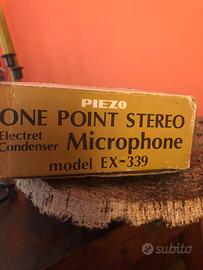 PIEZO
ONE POINT STEREO
Electret
Condenser Microphone
model EX-339
subito